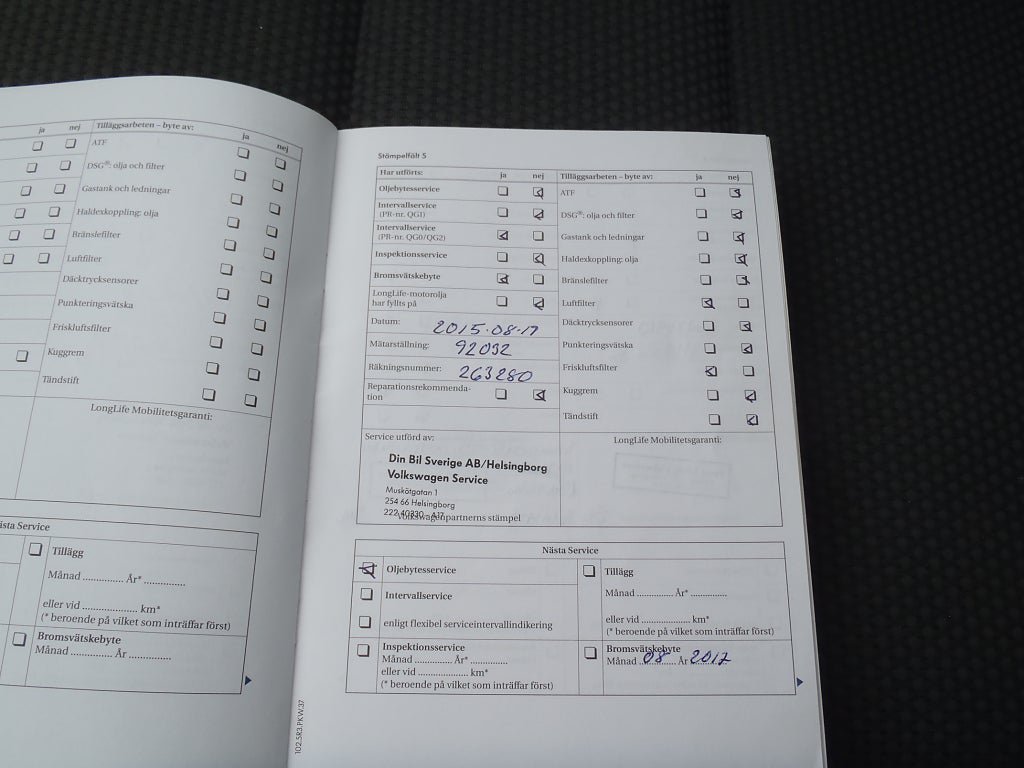 ja nej Tilläggsarbeten – byte av: ja nej
ATF
DSG®: olja och filter
Gastank och ledningar
Haldexkoppling: olja
Bränslefilter
Luftfilter
Däcktrycksensorer
Punkteringsvätska
Friskluftsfilter
Kuggrem
Tändstift
LongLife Mobilitetsgaranti:
sta Service
Tillägg
Månad .............. År* ..............
eller vid .................... km*
(* beroende på vilket som inträffar först)
Bromsvätskebyte
Månad .............. År ..............
Stämpelfält 5
Har utförts: ja nej
Oljebytesservice
Intervallservice
(PR-nr. QGI)
Intervallservice
(PR-nr. QG0/QG2)
Inspektionsservice
Bromsvätskebyte
LongLife-motorolja
har fyllts på
Datum: 2015-08-17
Mätarställning: 92032
Räkningsnummer: 263280
Reparationsrekommenda-
tion
Tilläggsarbeten – byte av: ja nej
ATF
DSG®: olja och filter
Gastank och ledningar
Haldexkoppling: olja
Bränslefilter
Luftfilter
Däcktrycksensorer
Punkteringsvätska
Friskluftsfilter
Kuggrem
Tändstift
Service utförd av:
Din Bil Sverige AB/Helsingborg
Volkswagen Service
Muskötgatan 1
254 66 Helsingborg
Volkswagenpartnerns stämpel
LongLife Mobilitetsgaranti:
Nästa Service
Oljebytesservice
Intervallservice
enligt flexibel serviceintervallindikering
Inspektionsservice
Månad .............. År* ..............
eller vid .................... km*
(* beroende på vilket som inträffar först)
Tillägg
Månad .............. År* ..............
eller vid .................... km*
(* beroende på vilket som inträffar först)
Bromsvätskebyte
Månad 08 År 2017
102.5R3.PKW.37